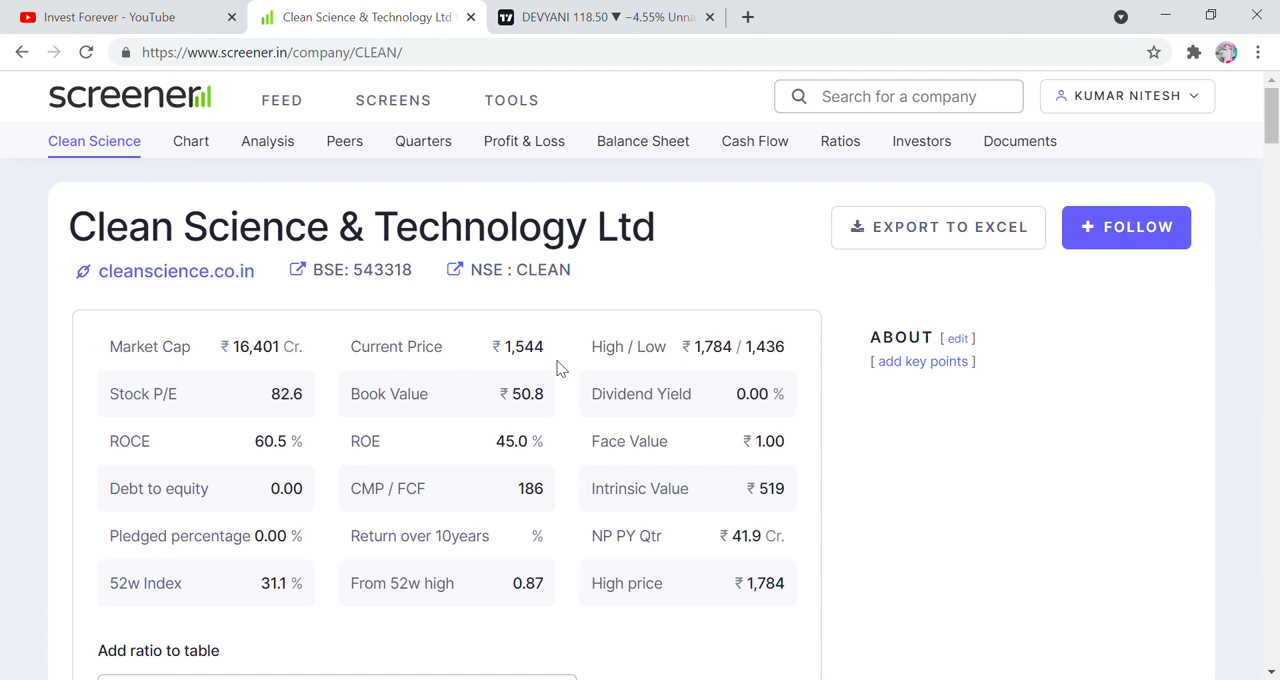 Invest Forever - YouTube
Clean Science & Technology Ltd
DEVYANI 118.50 ▼ −4.55% Unna
https://www.screener.in/company/CLEAN/
screener
FEED
SCREENS
TOOLS
Search for a company
KUMAR NITESH
Clean Science
Chart
Analysis
Peers
Quarters
Profit & Loss
Balance Sheet
Cash Flow
Ratios
Investors
Documents
Clean Science & Technology Ltd
EXPORT TO EXCEL
+ FOLLOW
cleanscience.co.in
BSE: 543318
NSE : CLEAN
Market Cap ₹ 16,401 Cr.
Current Price ₹ 1,544
High / Low ₹ 1,784 / 1,436
Stock P/E 82.6
Book Value ₹ 50.8
Dividend Yield 0.00 %
ROCE 60.5 %
ROE 45.0 %
Face Value ₹ 1.00
Debt to equity 0.00
CMP / FCF 186
Intrinsic Value ₹ 519
Pledged percentage 0.00 %
Return over 10years %
NP PY Qtr ₹ 41.9 Cr.
52w Index 31.1 %
From 52w high 0.87
High price ₹ 1,784
ABOUT [ edit ]
[ add key points ]
Add ratio to table